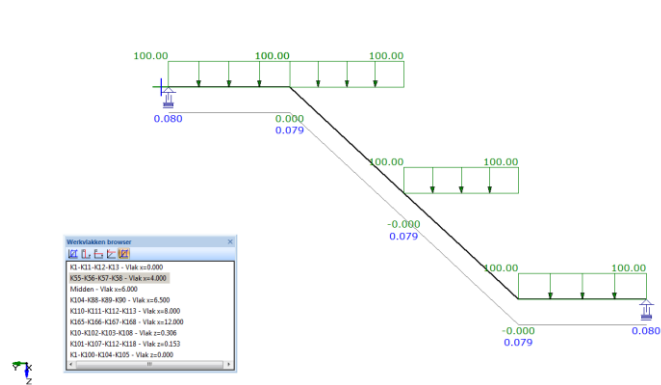 100.00 100.00 100.00
0.080 0.000
0.079
100.00 100.00
-0.000
0.079
100.00 100.00
-0.000 0.080
0.079
Werkvlakken browser
K1-K11-K12-K13 - Vlak x=0.000
K55-K56-K57-K58 - Vlak x=4.000
Midden - Vlak x=6.000
K104-K88-K89-K90 - Vlak x=6.500
K110-K111-K112-K113 - Vlak x=8.000
K165-K166-K167-K168 - Vlak x=12.000
K10-K102-K103-K108 - Vlak z=0.306
K101-K107-K112-K118 - Vlak z=0.153
K1-K100-K104-K105 - Vlak z=0.000
Y X
Z